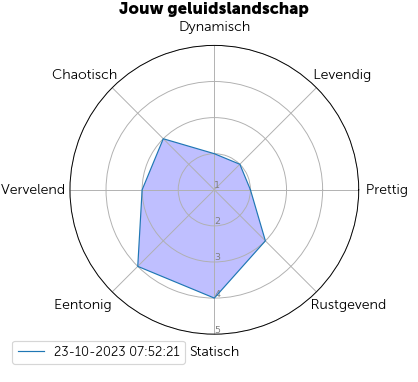 Jouw geluidslandschap
Dynamisch
Chaotisch
Levendig
Vervelend
1
Prettig
2
3
4
Eentonig
Rustgevend
5
23-10-2023 07:52:21
Statisch